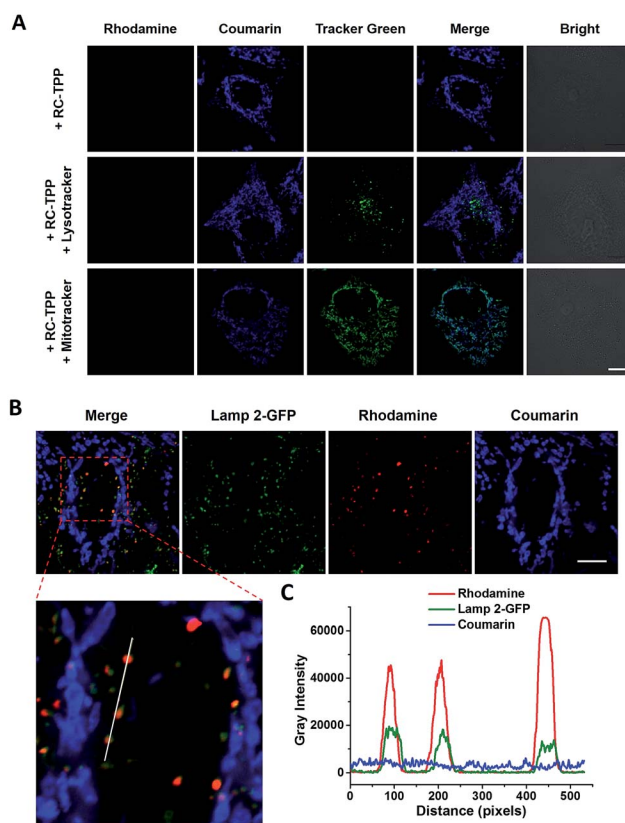 A
Rhodamine Coumarin Tracker Green Merge Bright
+ RC-TPP
+ RC-TPP
+ Lysotracker
+ RC-TPP
+ Mitotracker
B
Merge Lamp 2-GFP Rhodamine Coumarin
C
Rhodamine
Lamp 2-GFP
Coumarin
Gray Intensity
60000
40000
20000
0
0 100 200 300 400 500
Distance (pixels)